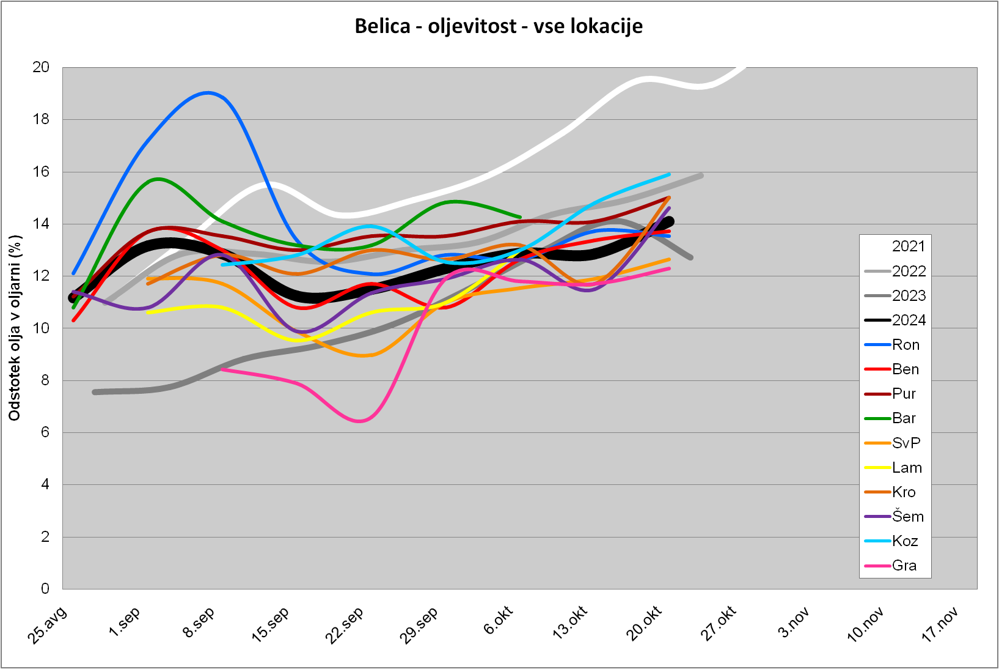 Belica - oljevitost - vse lokacije
Odstotek olja v oljarni (%)
20
18
16
14
12
10
8
6
4
2
0
25.avg
1.sep
8.sep
15.sep
22.sep
29.sep
6.okt
13.okt
20.okt
27.okt
3.nov
10.nov
17.nov
2021
2022
2023
2024
Ron
Ben
Pur
Bar
SvP
Lam
Kro
Šem
Koz
Gra